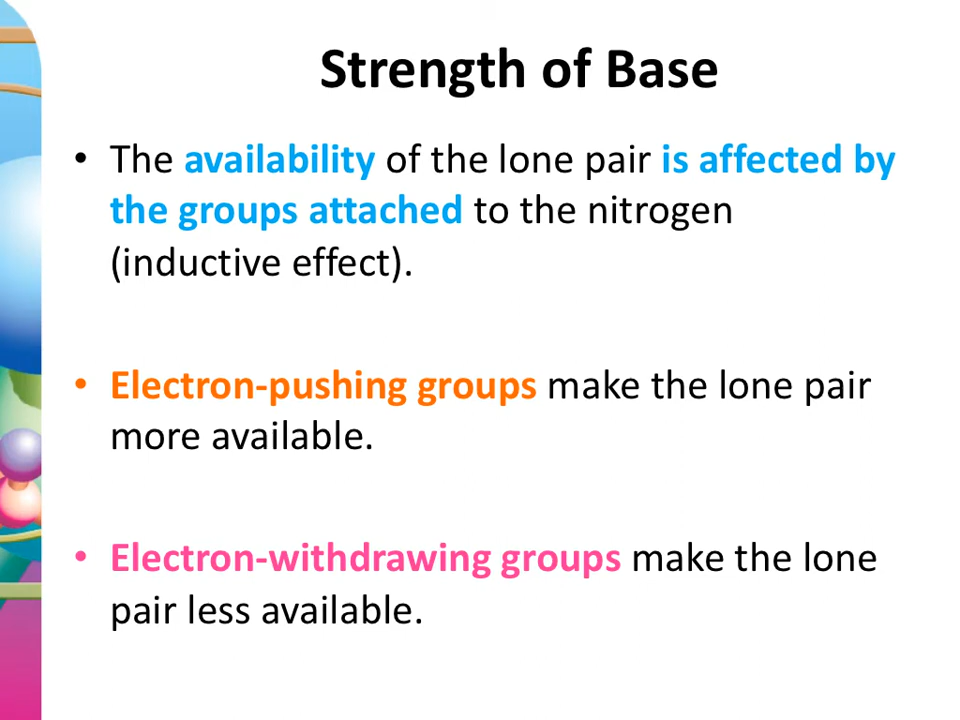 Strength of Base
• The availability of the lone pair is affected by
the groups attached to the nitrogen
(inductive effect).
• Electron-pushing groups make the lone pair
more available.
• Electron-withdrawing groups make the lone
pair less available.